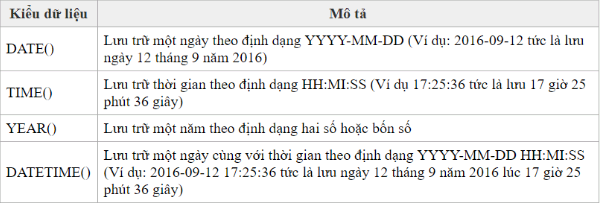 Kiểu dữ liệu
Mô tả
DATE()
Lưu trữ một ngày theo định dạng YYYY-MM-DD (Ví dụ: 2016-09-12 tức là lưu
ngày 12 tháng 9 năm 2016)
TIME()
Lưu trữ thời gian theo định dạng HH:MI:SS (Ví dụ 17:25:36 tức là lưu 17 giờ 25
phút 36 giây)
YEAR()
Lưu trữ một năm theo định dạng hai số hoặc bốn số
DATETIME()
Lưu trữ một ngày cùng với thời gian theo định dạng YYYY-MM-DD HH:MI:SS
(Ví dụ: 2016-09-12 17:25:36 tức là lưu ngày 12 tháng 9 năm 2016 lúc 17 giờ 25
phút 36 giây)